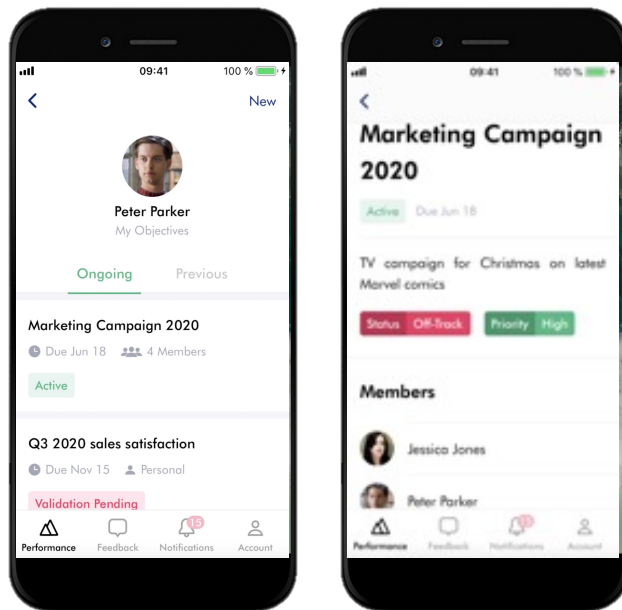 09:41
100 %
New
Peter Parker
My Objectives
Ongoing Previous
Marketing Campaign 2020
Due Jun 18 4 Members
Active
Q3 2020 sales satisfaction
Due Nov 15 Personal
Validation Pending
15
Performance Feedback Notifications Account
09:41
100 %
Marketing Campaign
2020
Active Due Jun 18
TV campaign for Christmas on latest
Marvel comics
Status Off-Track Priority High
Members
Jessica Jones
Peter Parker
15
Performance Feedback Notifications Account